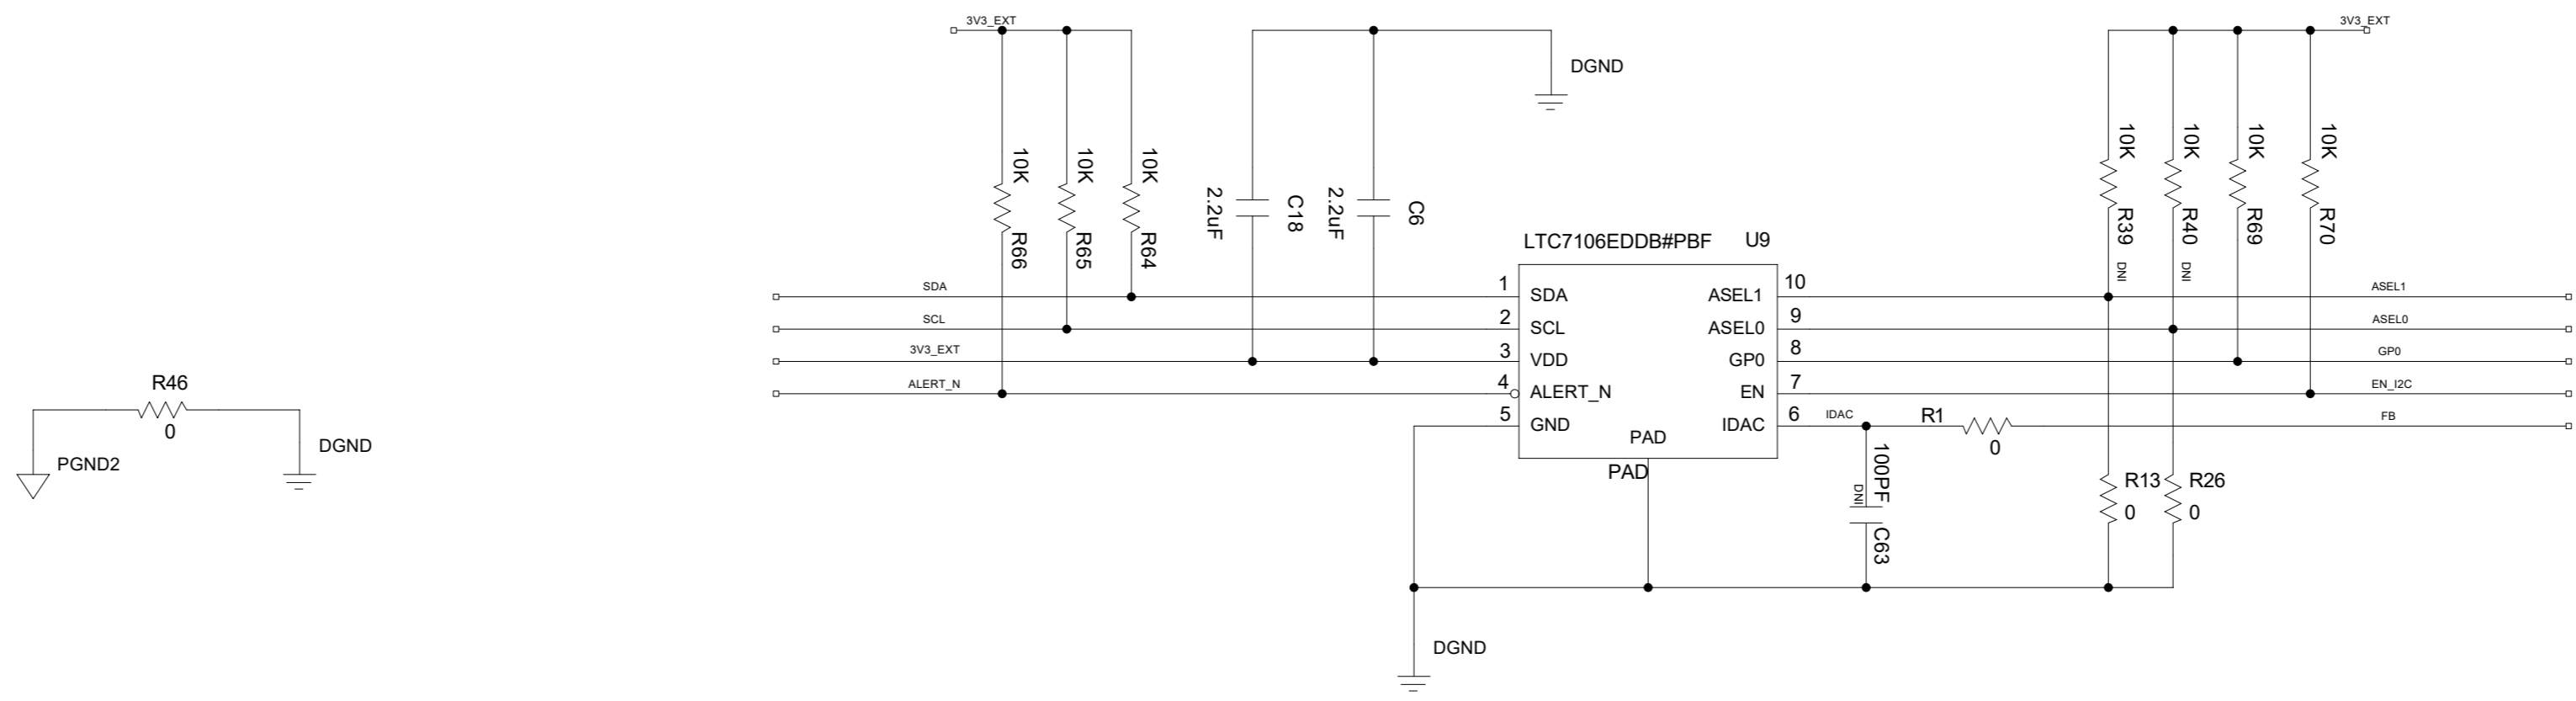 3V3_EXT
3V3_EXT
DGND
10K
R66
10K
R65
10K
R64
2.2uF
C18
2.2uF
C6
10K
R39
DNI
10K
R40
DNI
10K
R69
10K
R70
LTC7106EDDB#PBF U9
SDA
1 SDA
ASEL1 10
ASEL1
SCL
2 SCL
ASEL0 9
ASEL0
3V3_EXT
3 VDD
GP0 8
GP0
ALERT_N
4 ALERT_N
EN 7
EN_I2C
5 GND
IDAC 6
IDAC
R1
0
FB
PAD
PAD
R46
0
PGND2
DGND
100PF
DNI
C63
R13
0
R26
0
DGND